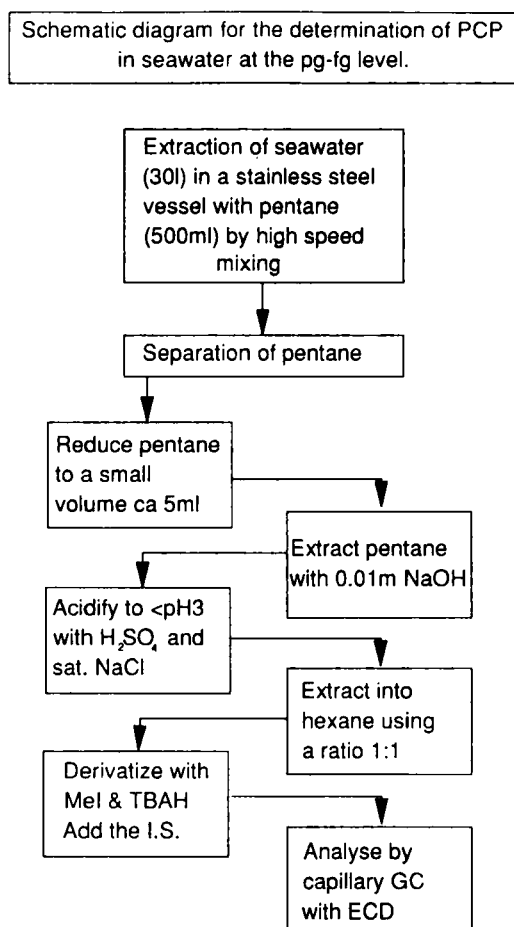 Schematic diagram for the determination of PCP
in seawater at the pg-fg level.
Extraction of seawater
(30l) in a stainless steel
vessel with pentane
(500ml) by high speed
mixing
Separation of pentane
Reduce pentane
to a small
volume ca 5ml
Extract pentane
with 0.01m NaOH
Acidify to <pH3
with H₂SO₄ and
sat. NaCl
Extract into
hexane using
a ratio 1:1
Derivatize with
MeI & TBAH
Add the I.S.
Analyse by
capillary GC
with ECD